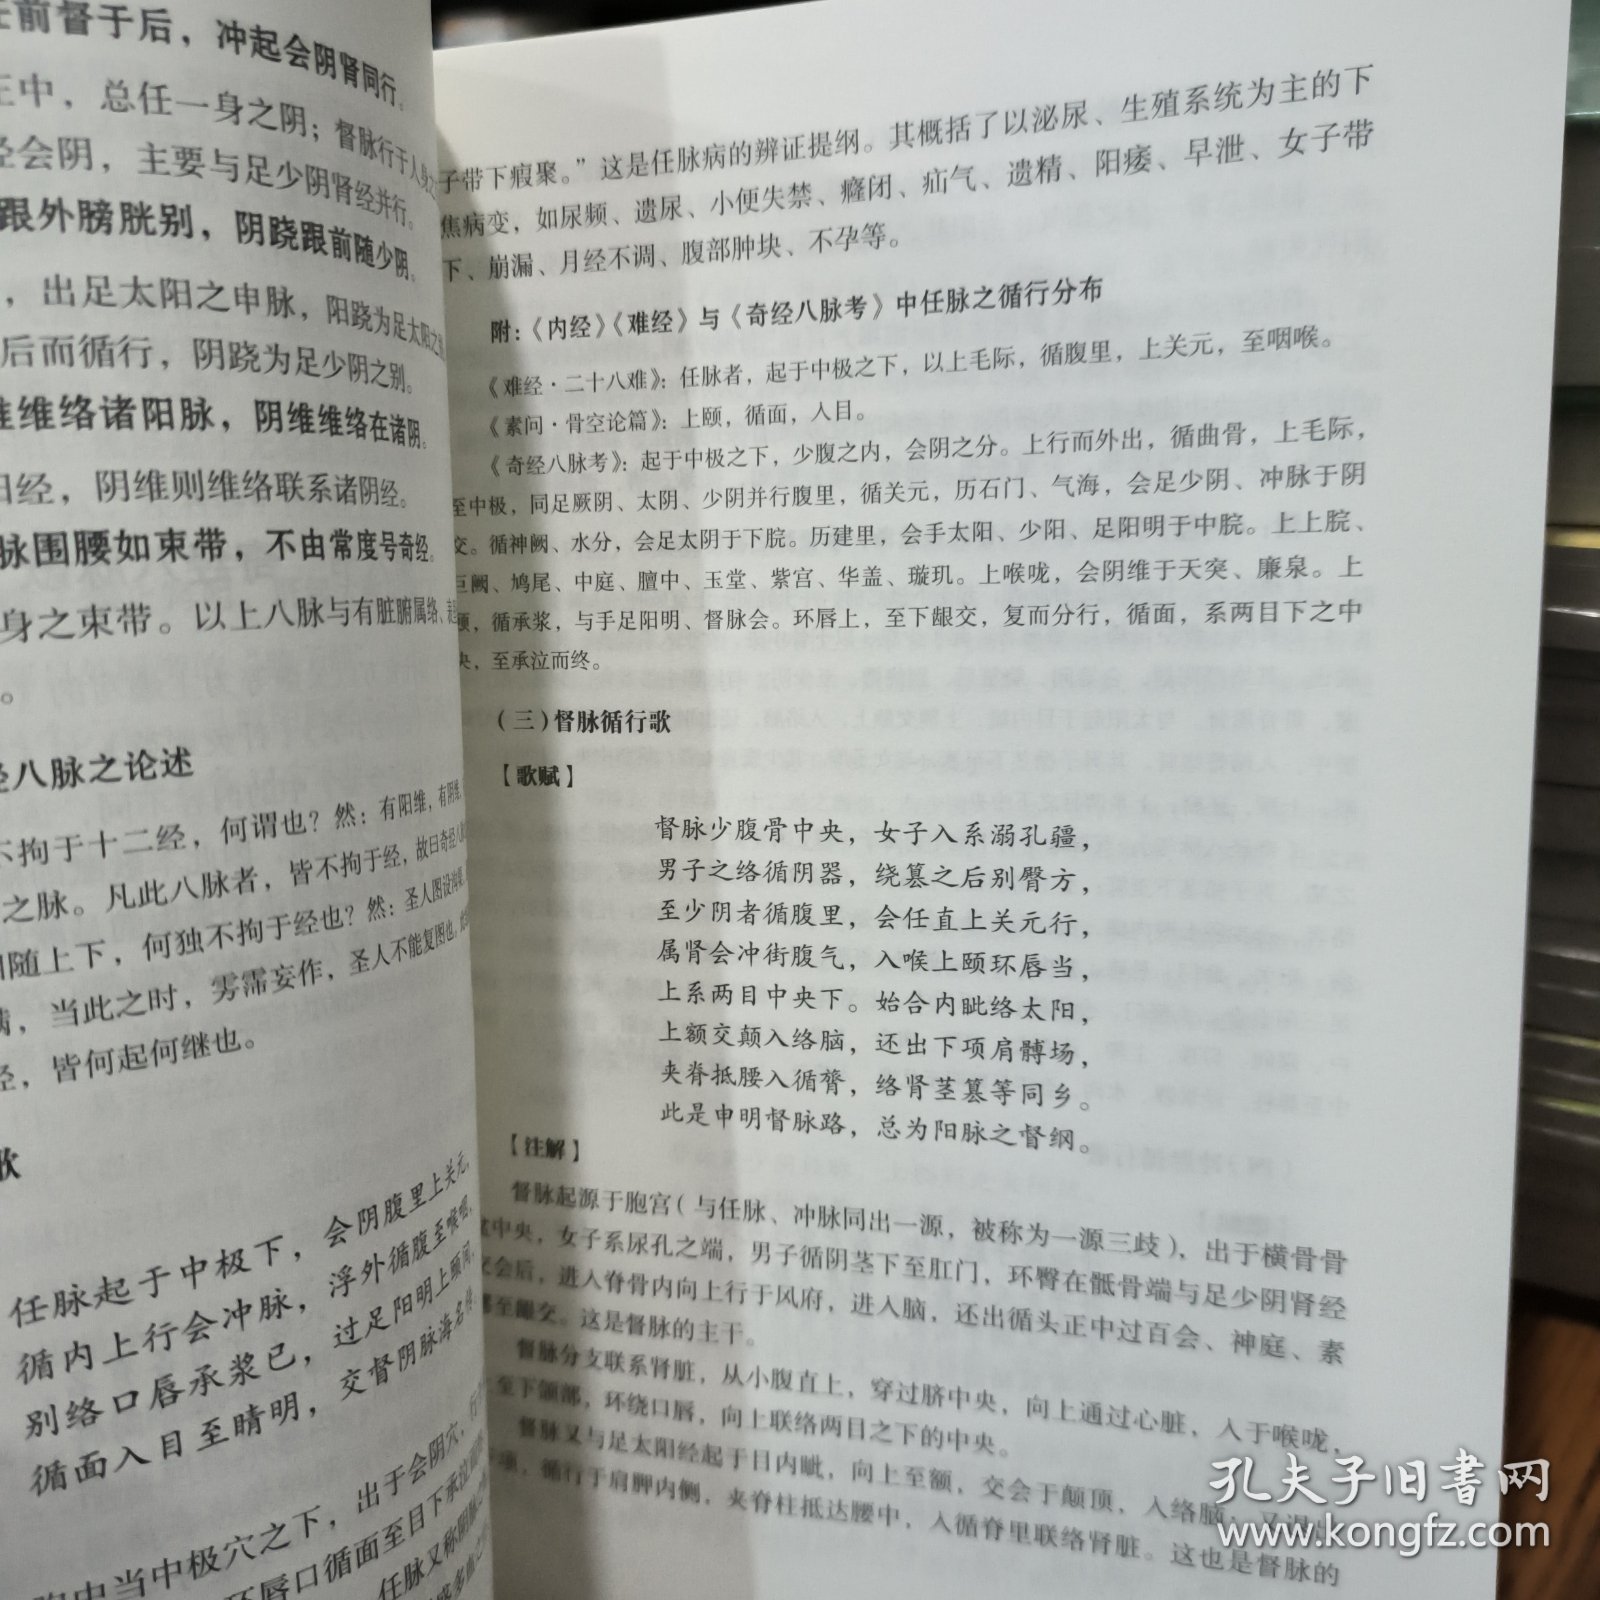 任前督于后，冲起会阴肾同行。
正中，总任一身之阴；督脉行于人身之
经会阴，主要与足少阴肾经并行。
跟外膀胱别，阴跷跟前随少阴。
，出足太阳之申脉，阳跷为足太阳之
后而循行，阴跷为足少阴之别。
维维络诸阳脉，阴维维络在诸阴。
阳经，阴维则维络联系诸阴经。
脉围腰如束带，不由常度号奇经。
身之束带。以上八脉与有脏腑属络、
。
经八脉之论述
不拘于十二经，何谓也？然：有阳维，有阴维，
之脉。凡此八脉者，皆不拘于经，故曰奇经八
相随上下，何独不拘于经也？然：圣人图设沟
满，当此之时，雾霈妄作，圣人不能复图也。
经，皆何起何继也。
歌
任脉起于中极下，会阴腹里上关元，
循内上行会冲脉，浮外循腹至喉咽，
别络口唇承浆已，过足阳明上颐间，
循面入目至睛明，交督阴脉海名传
当中极穴之下，出于会阴穴，
环唇口循面至目下承泣
任脉又称阴脉之
子带下瘕聚。”这是任脉病的辨证提纲。其概括了以泌尿、生殖系统为主的下
焦病变，如尿频、遗尿、小便失禁、癃闭、疝气、遗精、阳痿、早泄、女子带
下、崩漏、月经不调、腹部肿块、不孕等。
附：《内经》《难经》与《奇经八脉考》中任脉之循行分布
《难经·二十八难》：任脉者，起于中极之下，以上毛际，循腹里，上关元，至咽喉。
《素问·骨空论篇》：上颐，循面，人目。
《奇经八脉考》：起于中极之下，少腹之内，会阴之分。上行而外出，循曲骨，上毛际，
至中极，同足厥阴、太阴、少阴并行腹里，循关元，历石门、气海，会足少阴、冲脉于阴
交。循神阙、水分，会足太阴于下脘。历建里，会手太阳、少阳、足阳明于中脘。上上脘、
巨阙、鸠尾、中庭、膻中、玉堂、紫宫、华盖、璇玑。上喉咙，会阴维于天突、廉泉。上
颐，循承浆，与手足阳明、督脉会。环唇上，至下龈交，复而分行，循面，系两目下之中
央，至承泣而终。
（三）督脉循行歌
【歌赋】
督脉少腹骨中央，女子入系溺孔疆，
男子之络循阴器，绕篡之后别臀方，
至少阴者循腹里，会任直上关元行，
属肾会冲街腹气，入喉上颐环唇当，
上系两目中央下。始合内眦络太阳，
上额交颠入络脑，还出下项肩髆场，
夹脊抵腰入循膂，络肾茎篡等同乡。
此是申明督脉路，总为阳脉之督纲。
【注解】
督脉起源于胞宫（与任脉、冲脉同出一源，被称为一源三歧），出于横骨骨
中央，女子系尿孔之端，男子循阴茎下至肛门，环臀在骶骨端与足少阴肾经
交会后，进入脊骨内向上行于风府，进入脑，还出循头正中过百会、神庭、素
至龈交。这是督脉的主干。
督脉分支联系肾脏，从小腹直上，穿过脐中央，向上通过心脏，入于喉咙，
至下颌部，环绕口唇，向上联络两目之下的中央。
督脉又与足太阳经起于目内眦，向上至额，交会于颠顶，入络脑，又退出
项，循行于肩胛内侧，夹脊柱抵达腰中，入循脊里联络肾脏。这也是督脉的
孔夫子旧书网
www.kongfz.com